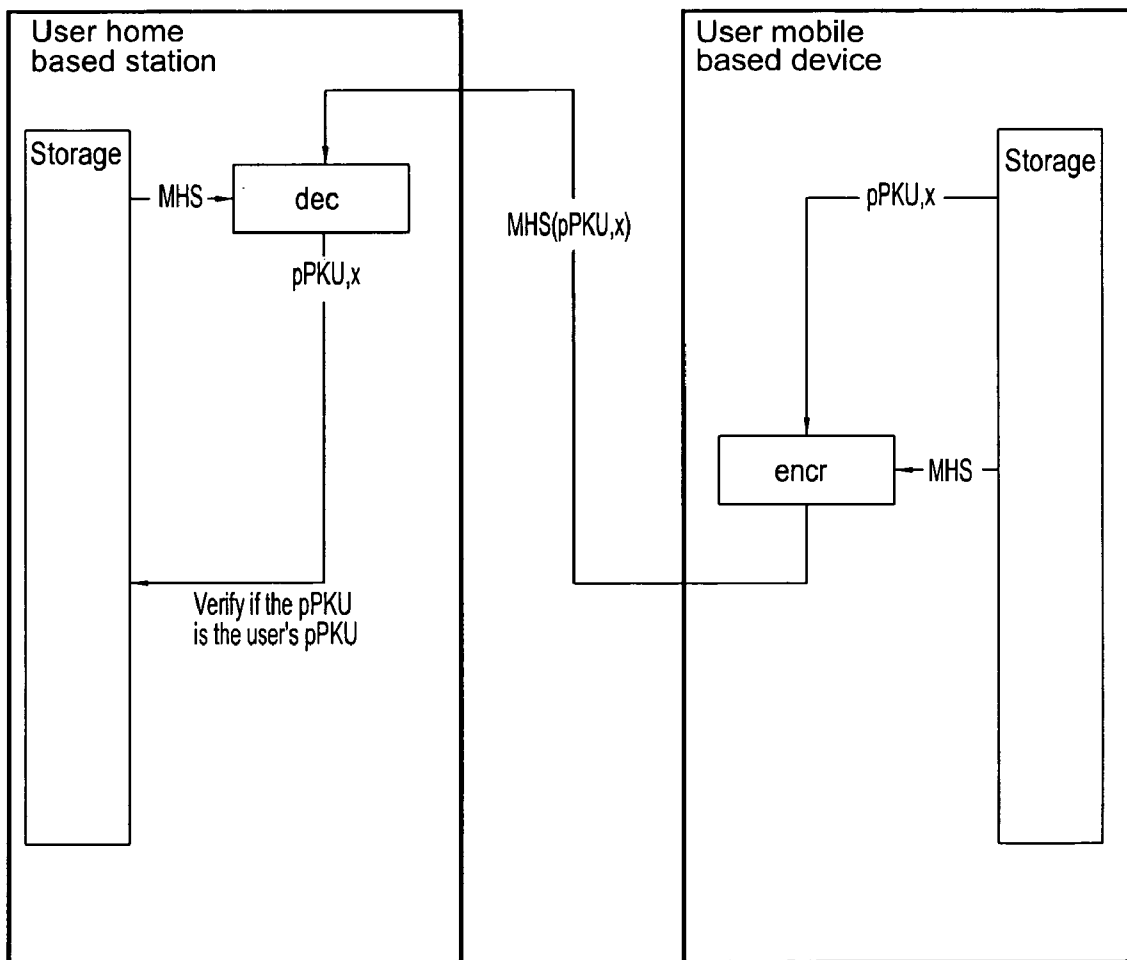 User home
based station
Storage
MHS
dec
pPKU,x
Verify if the pPKU
is the user's pPKU
MHS(pPKU,x)
User mobile
based device
Storage
pPKU,x
encr
MHS